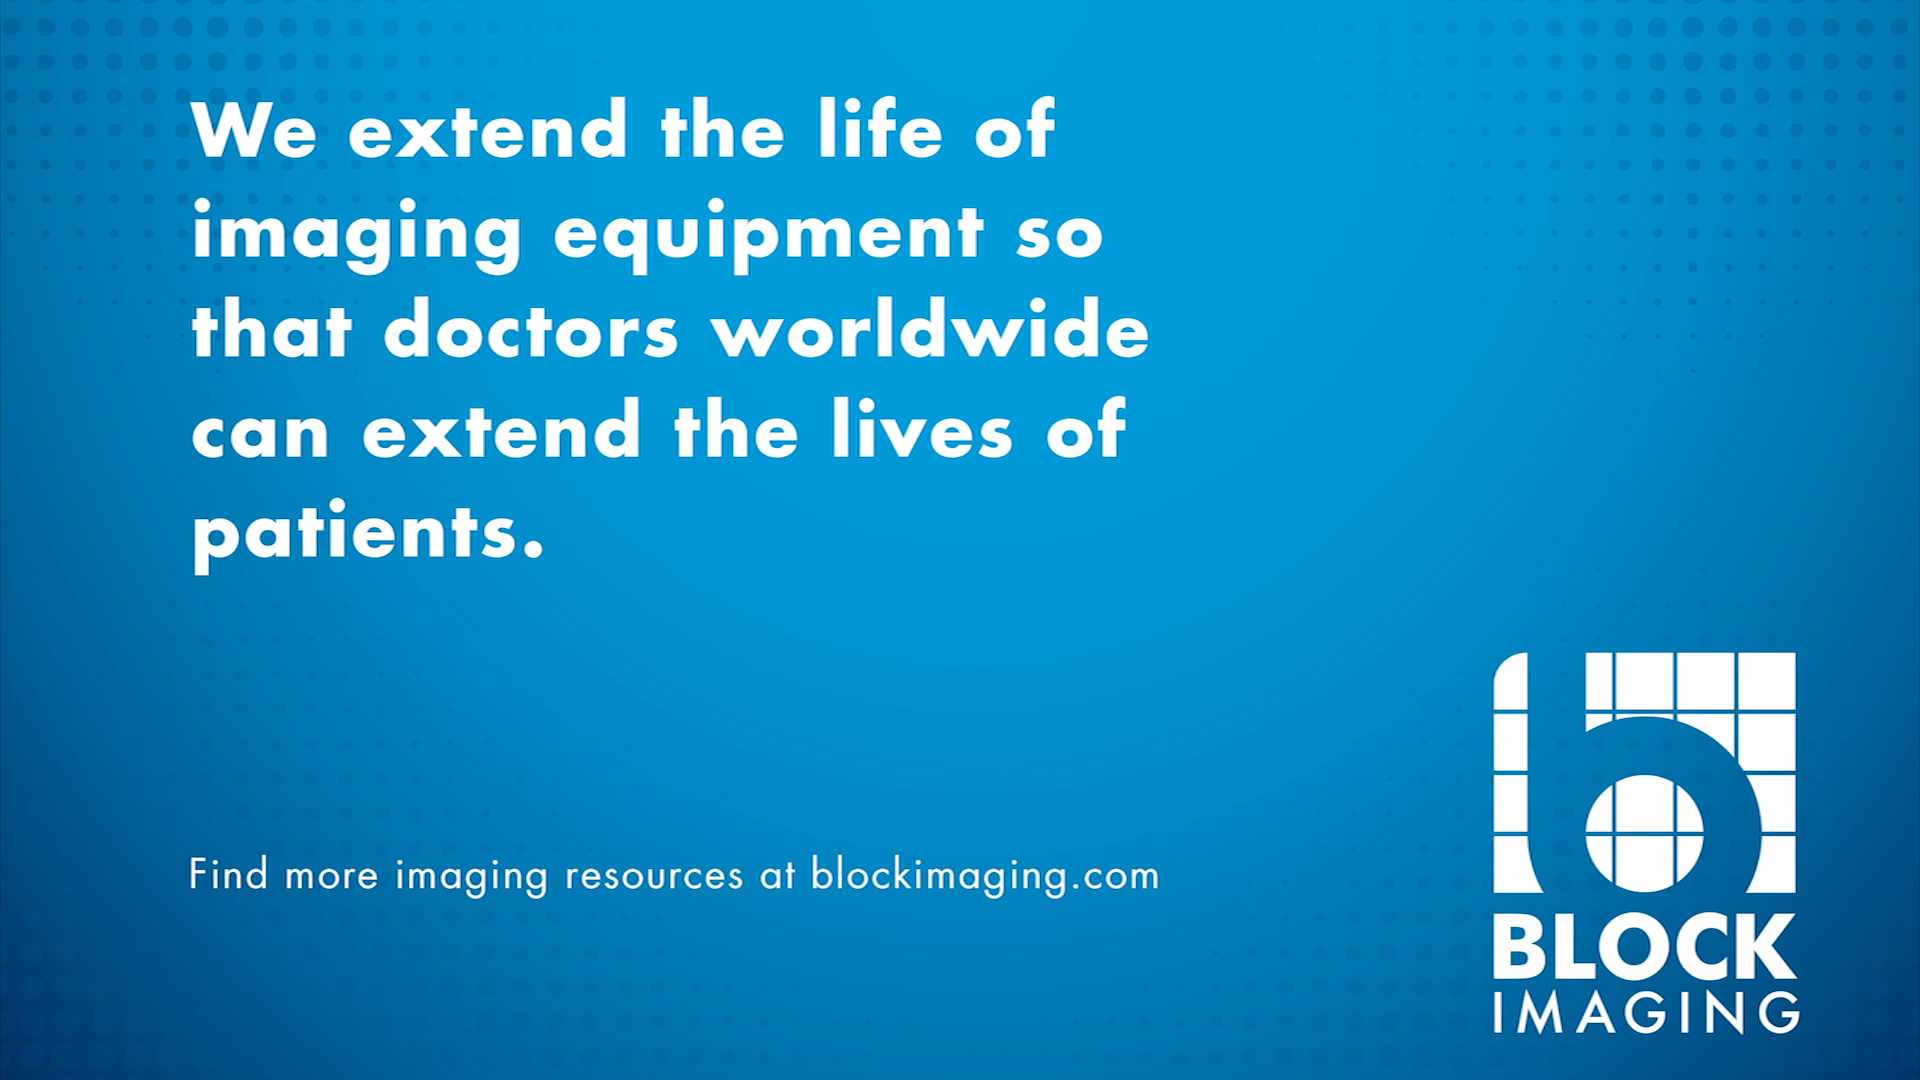 We extend the life of
imaging equipment so
that doctors worldwide
can extend the lives of
patients.
Find more imaging resources at blockimaging.com
b
BLOCK
IMAGING